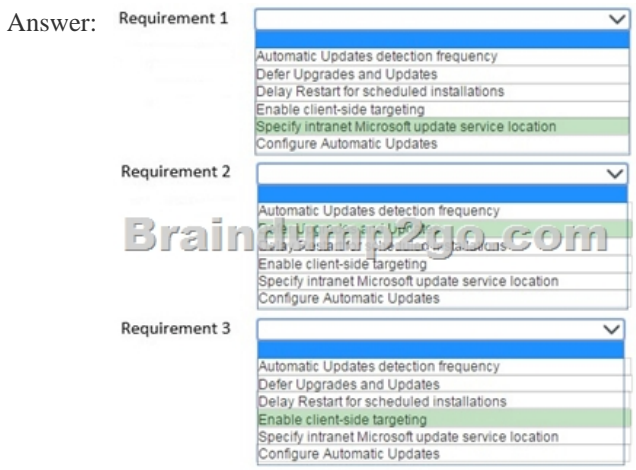 Answer:
Requirement 1
Automatic Updates detection frequency
Defer Upgrades and Updates
Delay Restart for scheduled installations
Enable client-side targeting
Specify intranet Microsoft update service location
Configure Automatic Updates
Requirement 2
Automatic Updates detection frequency
Braindump2go.com
Enable client-side targeting
Specify intranet Microsoft update service location
Configure Automatic Updates
Requirement 3
Automatic Updates detection frequency
Defer Upgrades and Updates
Delay Restart for scheduled installations
Enable client-side targeting
Specify intranet Microsoft update service location
Configure Automatic Updates